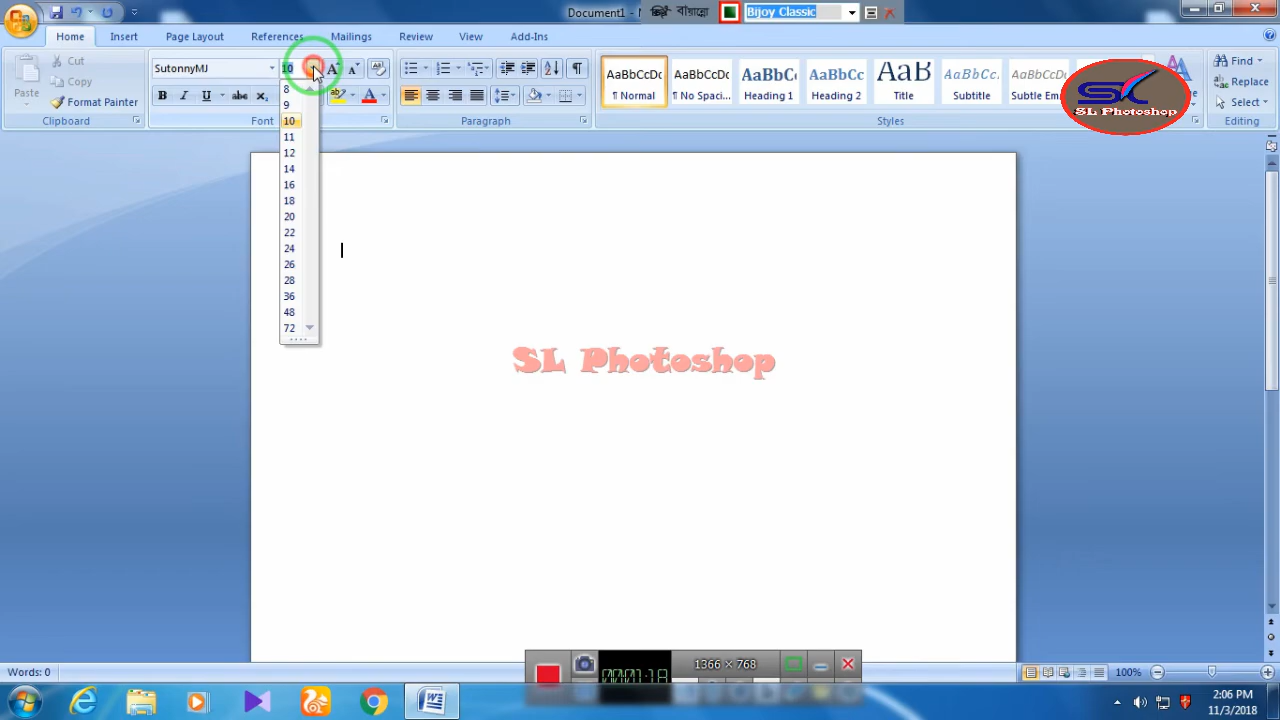 Document1 -
বায়ান্নো
Bijoy Classic
Home Insert Page Layout References Mailings Review View Add-Ins
Paste
Cut
Copy
Format Painter
Clipboard
SutonnyMJ 10
Font
Paragraph
AaBbCcDc AaBbCcDc AaBbC AaBbCc AaB AaBbCc. AaBbCcDc
¶ Normal ¶ No Spaci... Heading 1 Heading 2 Title Subtitle Subtle Em
Styles
SL Photoshop
Find
Replace
Select
Editing
8
9
10
11
12
14
16
18
20
22
24
26
28
36
48
72
SL Photoshop
1366 × 768
Words: 0
100%
2:06 PM
11/3/2018